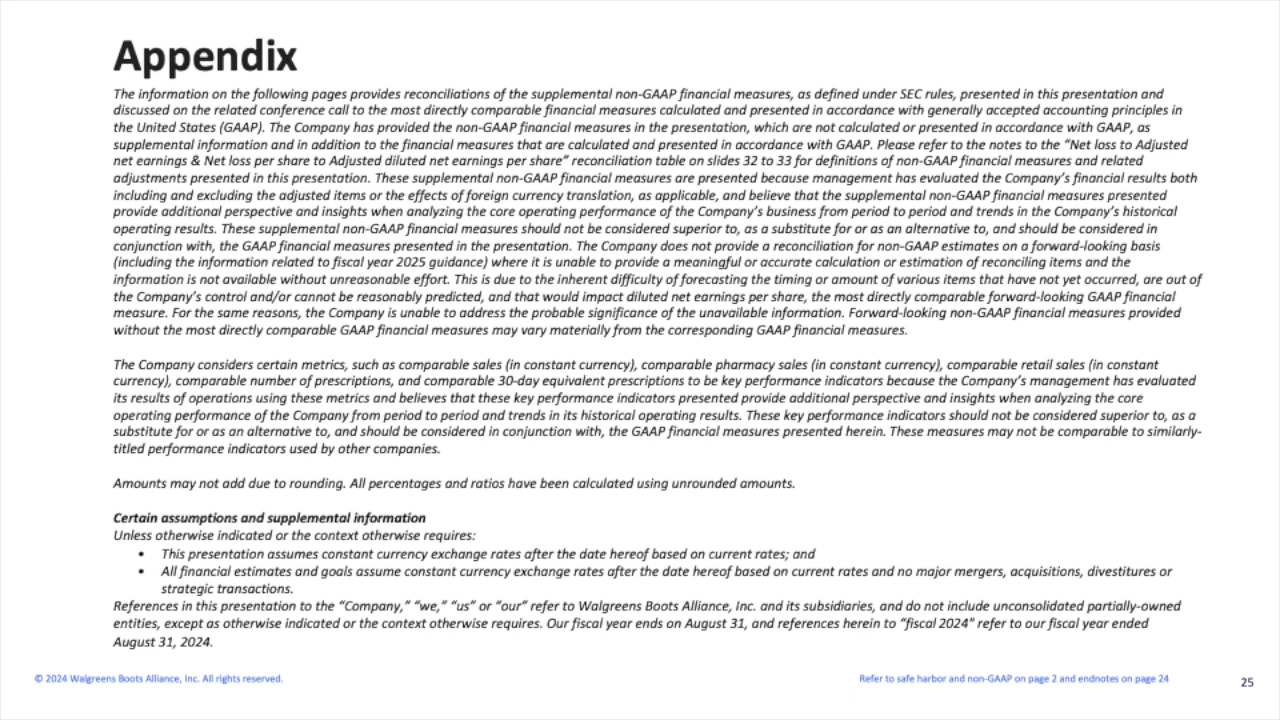 Appendix
The information on the following pages provides reconciliations of the supplemental non-GAAP financial measures, as defined under SEC rules, presented in this presentation and
discussed on the related conference call to the most directly comparable financial measures calculated and presented in accordance with generally accepted accounting principles in
the United States (GAAP). The Company has provided the non-GAAP financial measures in the presentation, which are not calculated or presented in accordance with GAAP, as
supplemental information and in addition to the financial measures that are calculated and presented in accordance with GAAP. Please refer to the notes to the “Net loss to Adjusted
net earnings & Net loss per share to Adjusted diluted net earnings per share” reconciliation table on slides 32 to 33 for definitions of non-GAAP financial measures and related
adjustments presented in this presentation. These supplemental non-GAAP financial measures are presented because management has evaluated the Company’s financial results both
including and excluding the adjusted items or the effects of foreign currency translation, as applicable, and believe that the supplemental non-GAAP financial measures presented
provide additional perspective and insights when analyzing the core operating performance of the Company’s business from period to period and trends in the Company’s historical
operating results. These supplemental non-GAAP financial measures should not be considered superior to, as a substitute for or as an alternative to, and should be considered in
conjunction with, the GAAP financial measures presented in the presentation. The Company does not provide a reconciliation for non-GAAP estimates on a forward-looking basis
(including the information related to fiscal year 2025 guidance) where it is unable to provide a meaningful or accurate calculation or estimation of reconciling items and the
information is not available without unreasonable effort. This is due to the inherent difficulty of forecasting the timing or amount of various items that have not yet occurred, are out of
the Company’s control and/or cannot be reasonably predicted, and that would impact diluted net earnings per share, the most directly comparable forward-looking GAAP financial
measure. For the same reasons, the Company is unable to address the probable significance of the unavailable information. Forward-looking non-GAAP financial measures provided
without the most directly comparable GAAP financial measures may vary materially from the corresponding GAAP financial measures.
The Company considers certain metrics, such as comparable sales (in constant currency), comparable pharmacy sales (in constant currency), comparable retail sales (in constant
currency), comparable number of prescriptions, and comparable 30-day equivalent prescriptions to be key performance indicators because the Company’s management has evaluated
its results of operations using these metrics and believes that these key performance indicators presented provide additional perspective and insights when analyzing the core
operating performance of the Company from period to period and trends in its historical operating results. These key performance indicators should not be considered superior to, as a
substitute for or as an alternative to, and should be considered in conjunction with, the GAAP financial measures presented herein. These measures may not be comparable to similarly-
titled performance indicators used by other companies.
Amounts may not add due to rounding. All percentages and ratios have been calculated using unrounded amounts.
Certain assumptions and supplemental information
Unless otherwise indicated or the context otherwise requires:
• This presentation assumes constant currency exchange rates after the date hereof based on current rates; and
• All financial estimates and goals assume constant currency exchange rates after the date hereof based on current rates and no major mergers, acquisitions, divestitures or
strategic transactions.
References in this presentation to the “Company,” “we,” “us” or “our” refer to Walgreens Boots Alliance, Inc. and its subsidiaries, and do not include unconsolidated partially-owned
entities, except as otherwise indicated or the context otherwise requires. Our fiscal year ends on August 31, and references herein to “fiscal 2024” refer to our fiscal year ended
August 31, 2024.
© 2024 Walgreens Boots Alliance, Inc. All rights reserved.
Refer to safe harbor and non-GAAP on page 2 and endnotes on page 24
25